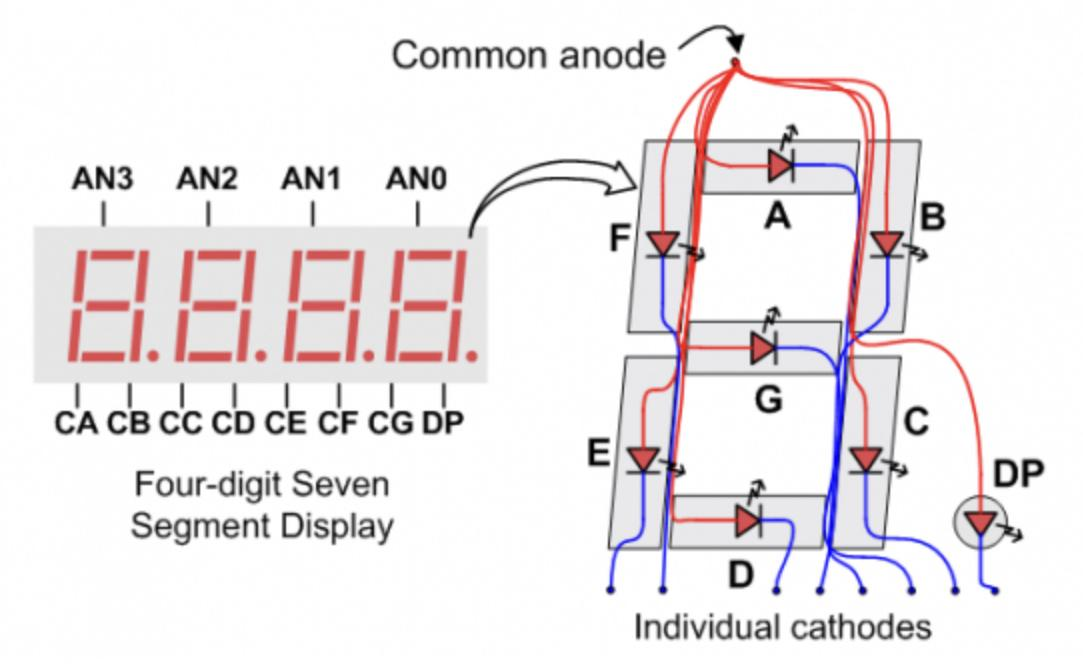 Common anode
AN3 AN2 AN1 AN0
A
F
B
G
CA CB CC CD CE CF CG DP
C
E
DP
Four-digit Seven
Segment Display
D
Individual cathodes